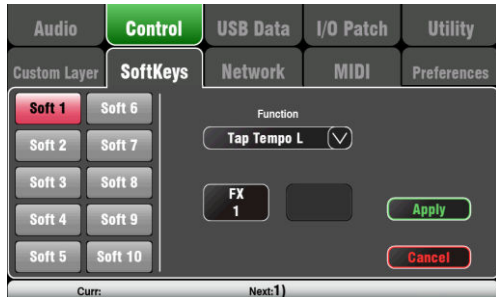 Audio Control USB Data I/O Patch Utility
Custom Layer SoftKeys Network MIDI Preferences
Soft 1 Soft 6
Function
Soft 2 Soft 7
Tap Tempo L
Soft 3 Soft 8
FX
1
Soft 4 Soft 9
Apply
Soft 5 Soft 10
Cancel
Curr: Next:1)